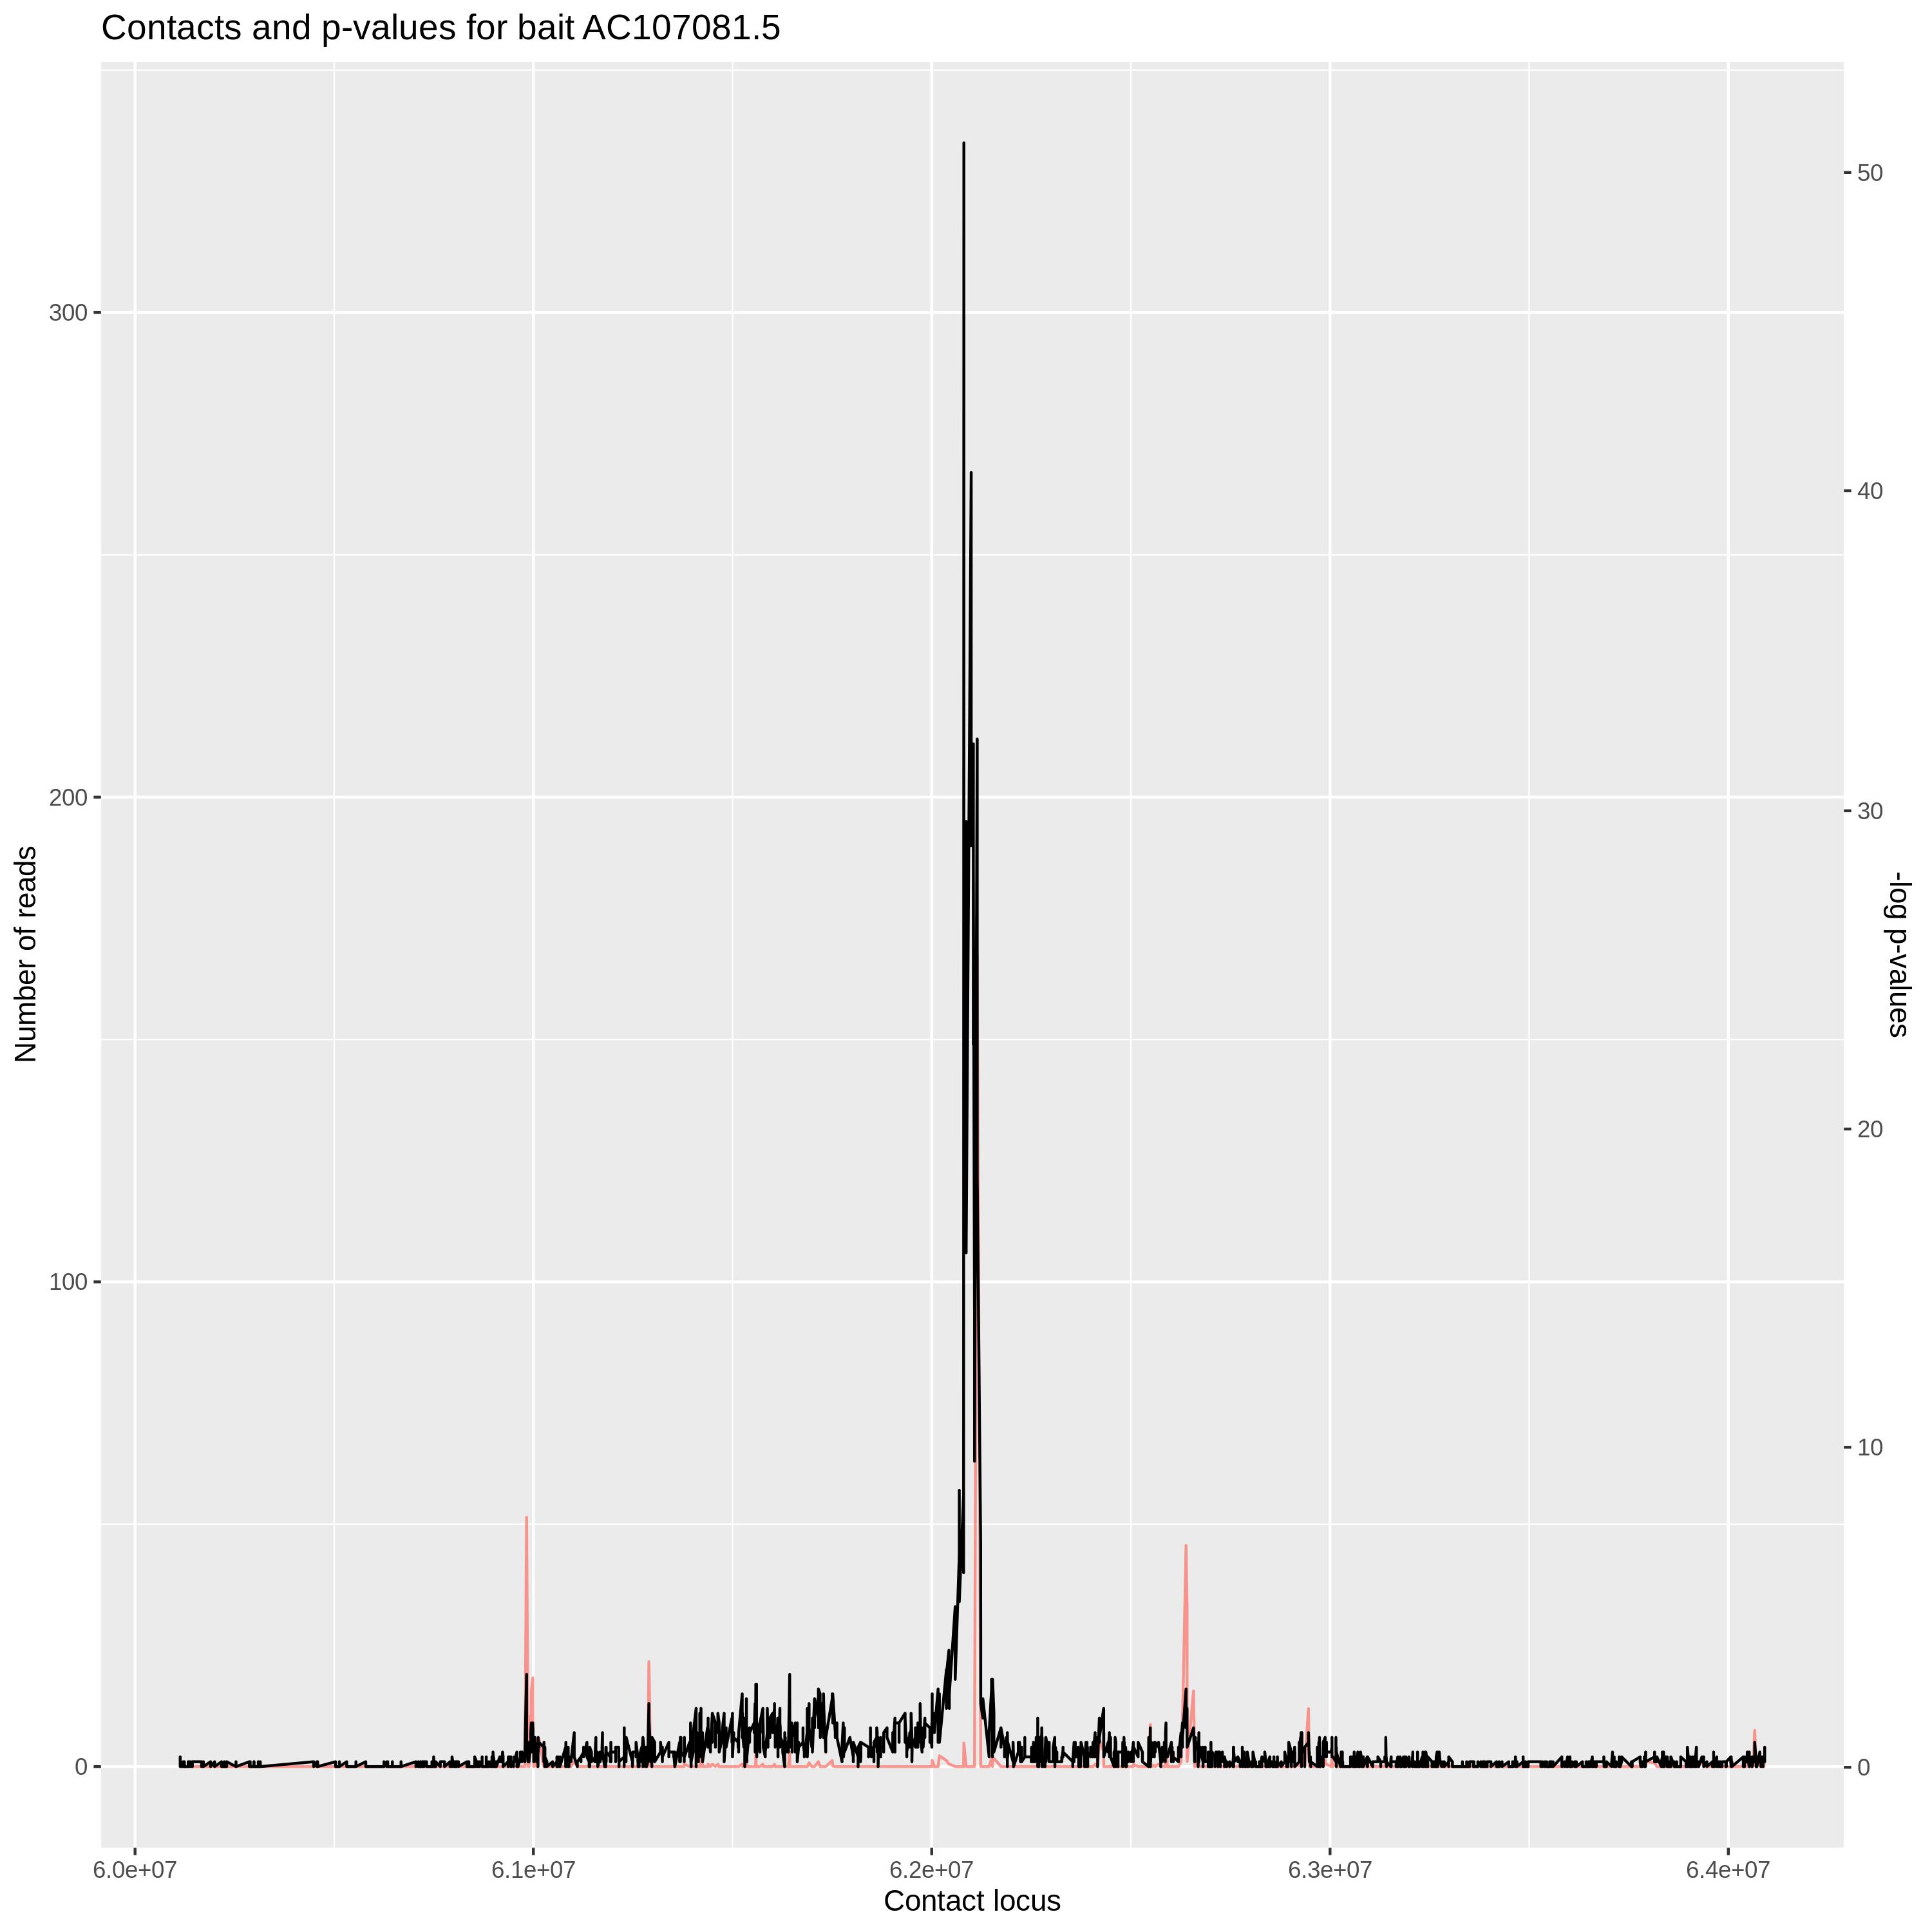 Contacts and p-values for bait AC107081.5
300
200
100
0
Number of reads
50
40
30
20
10
0
-log p-values
6.0e+07
6.1e+07
6.2e+07
6.3e+07
6.4e+07
Contact locus